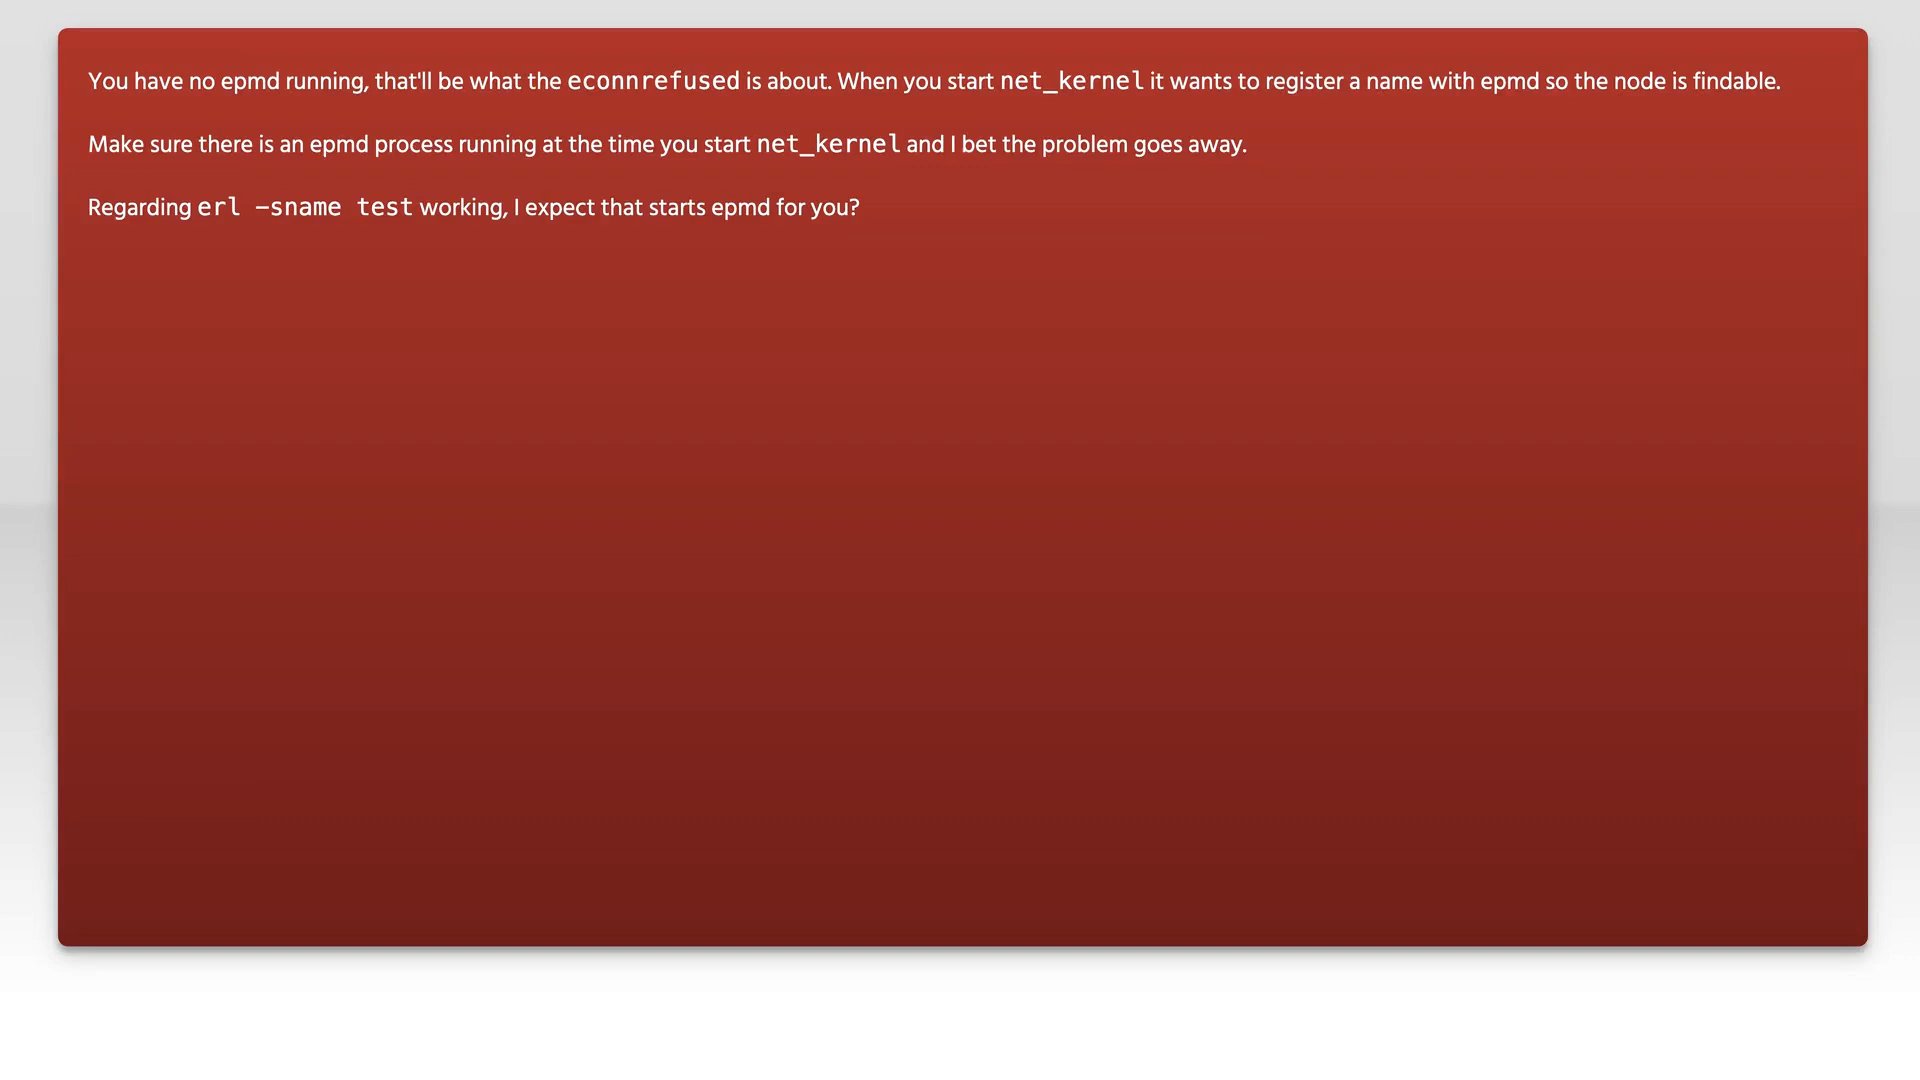 You have no epmd running, that'll be what the econnrefused is about. When you start net_kernel it wants to register a name with epmd so the node is findable.
Make sure there is an epmd process running at the time you start net_kernel and I bet the problem goes away.
Regarding erl -sname test working, I expect that starts epmd for you?